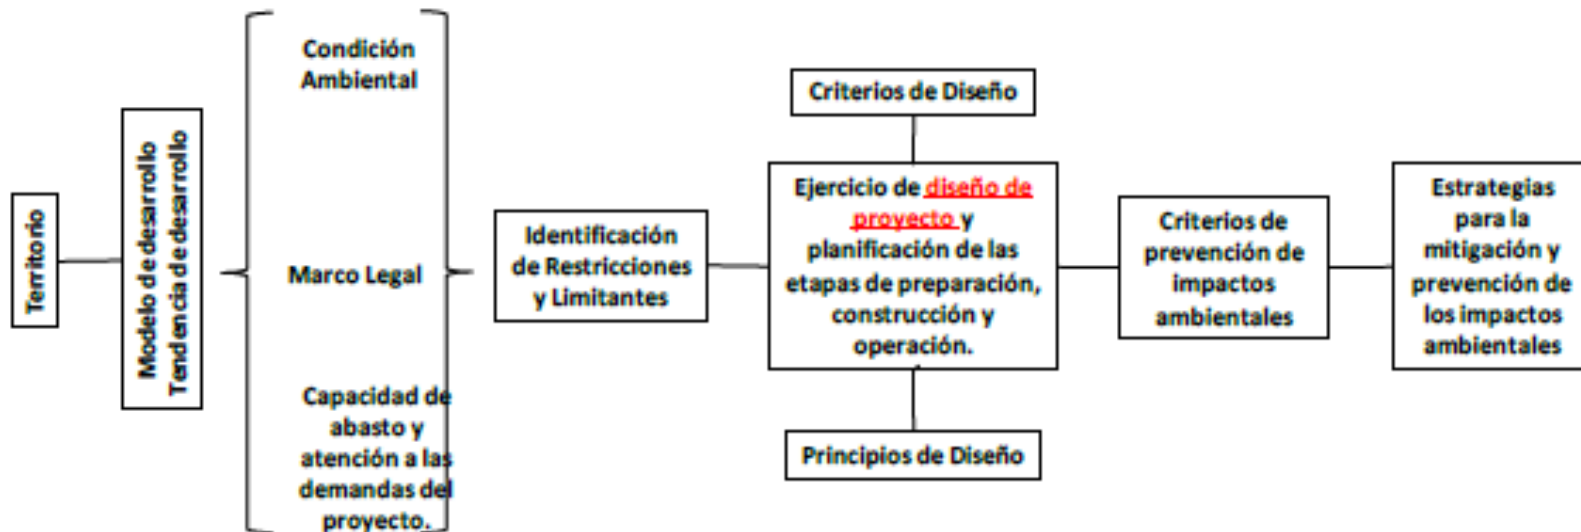 Territorio
Modelo de desarrollo
Tendencia de desarrollo
Condición
Ambiental
Marco Legal
Capacidad de
abasto y
atención a las
demandas del
proyecto.
Identificación
de Restricciones
y Limitantes
Criterios de Diseño
Ejercicio de diseño de
proyecto y
planificación de las
etapas de preparación,
construcción y
operación.
Principios de Diseño
Criterios de
prevención de
impactos
ambientales
Estrategias
para la
mitigación y
prevención de
los impactos
ambientales